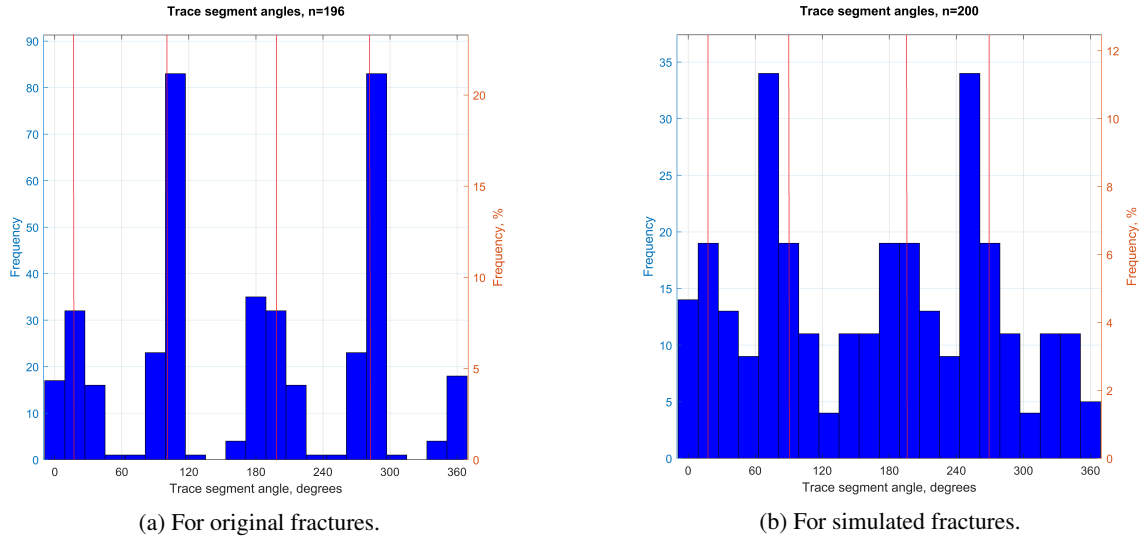 Trace segment angles, n=196
90
80
70
60
50
40
30
20
10
0
Frequency
20
15
10
5
0
Frequency, %
0 60 120 180 240 300 360
Trace segment angle, degrees
(a) For original fractures.
Trace segment angles, n=200
35
30
25
20
15
10
5
0
Frequency
12
10
8
6
4
2
0
Frequency, %
0 60 120 180 240 300 360
Trace segment angle, degrees
(b) For simulated fractures.